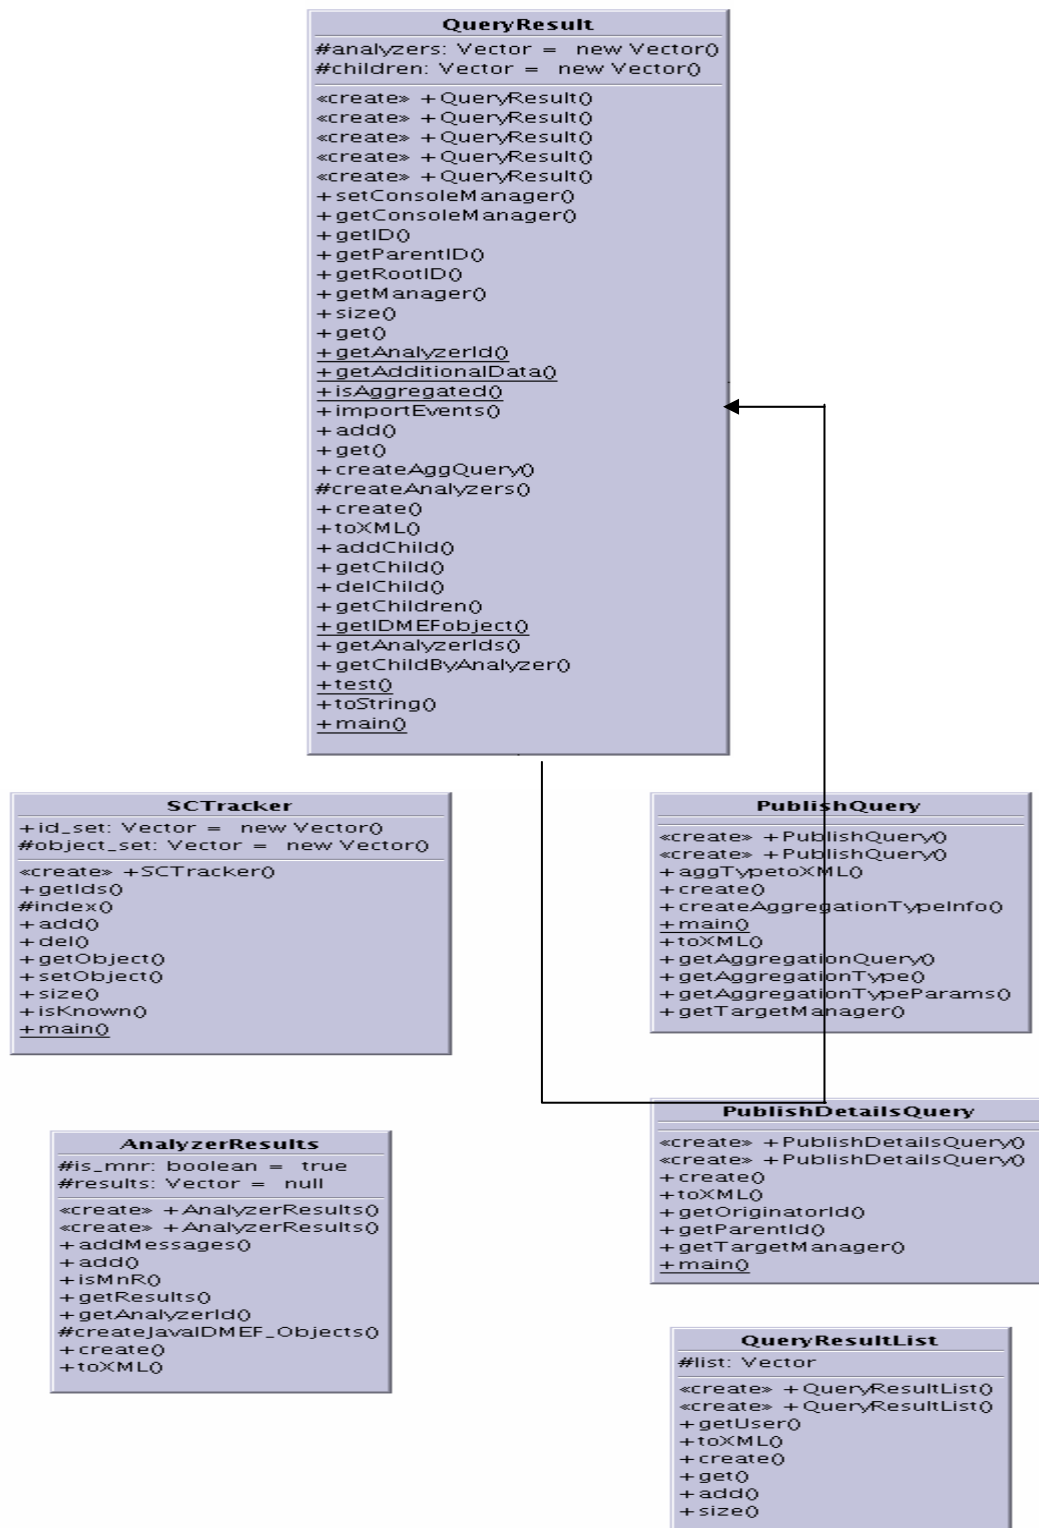 QueryResult
#analyzers: Vector = new Vector()
#children: Vector = new Vector()
«create» +QueryResult()
«create» +QueryResult()
«create» +QueryResult()
«create» +QueryResult()
«create» +QueryResult()
+setConsoleManager()
+getConsoleManager()
+getID()
+getParentID()
+getRootID()
+getManager()
+size()
+get()
+getAnalyzerId()
+getAdditionalData()
+isAggregated()
+importEvents()
+add()
+get()
+createAggQuery()
#createAnalyzers()
+create()
+toXML()
+addChild()
+getChild()
+delChild()
+getChildren()
+getIDMEFobject()
+getAnalyzerIds()
+getChildByAnalyzer()
+test()
+toString()
+main()
SCTracker
+id_set: Vector = new Vector()
#object_set: Vector = new Vector()
«create» +SCTracker()
+getIds()
#index()
+add()
+del()
+getObject()
+setObject()
+size()
+isKnown()
+main()
PublishQuery
«create» +PublishQuery()
«create» +PublishQuery()
+aggTypetoXML()
+create()
+createAggregationTypeInfo()
+main()
+toXML()
+getAggregationQuery()
+getAggregationType()
+getAggregationTypeParams()
+getTargetManager()
AnalyzerResults
#is_mnr: boolean = true
#results: Vector = null
«create» +AnalyzerResults()
«create» +AnalyzerResults()
+addMessages()
+add()
+isMnR()
+getResults()
+getAnalyzerId()
#createJavaIDMEF_Objects()
+create()
+toXML()
PublishDetailsQuery
«create» +PublishDetailsQuery()
«create» +PublishDetailsQuery()
+create()
+toXML()
+getOriginatorId()
+getParentId()
+getTargetManager()
+main()
QueryResultList
#list: Vector
«create» +QueryResultList()
«create» +QueryResultList()
+getUser()
+toXML()
+create()
+get()
+add()
+size()